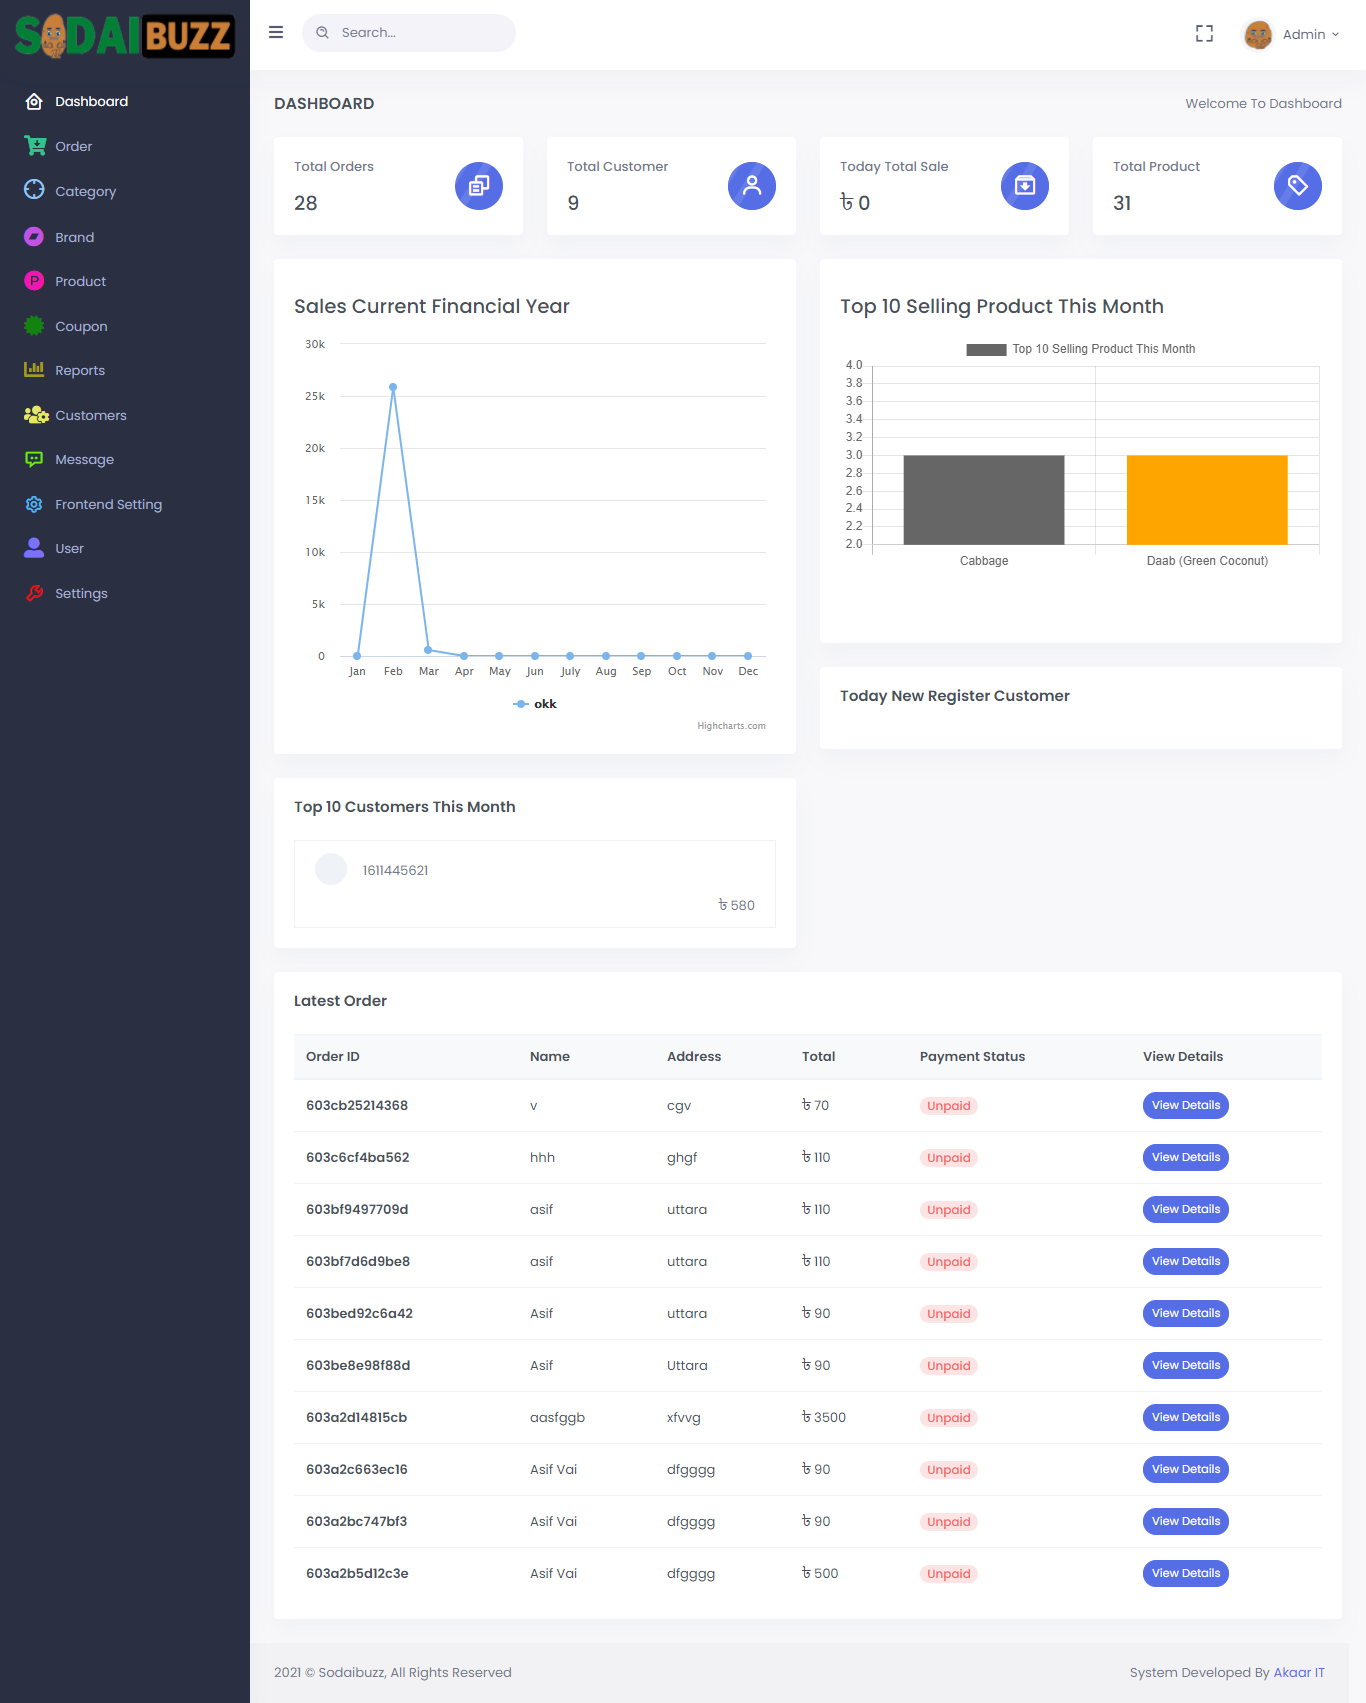 SODAI BUZZ
Search...
Admin
Dashboard
Order
Category
Brand
Product
Coupon
Reports
Customers
Message
Frontend Setting
User
Settings
DASHBOARD
Welcome To Dashboard
Total Orders
28
Total Customer
9
Today Total Sale
৳ 0
Total Product
31
Sales Current Financial Year
30k
25k
20k
15k
10k
5k
0
Jan Feb Mar Apr May Jun July Aug Sep Oct Nov Dec
okk
Highcharts.com
Top 10 Selling Product This Month
Top 10 Selling Product This Month
4.0
3.8
3.6
3.4
3.2
3.0
2.8
2.6
2.4
2.2
2.0
Cabbage Daab (Green Coconut)
Today New Register Customer
Top 10 Customers This Month
1611445621
৳ 580
Latest Order
Order ID Name Address Total Payment Status View Details
603cb25214368 v cgv ৳ 70 Unpaid View Details
603c6cf4ba562 hhh ghgf ৳ 110 Unpaid View Details
603bf9497709d asif uttara ৳ 110 Unpaid View Details
603bf7d6d9be8 asif uttara ৳ 110 Unpaid View Details
603bed92c6a42 Asif uttara ৳ 90 Unpaid View Details
603be8e98f88d Asif Uttara ৳ 90 Unpaid View Details
603a2d14815cb aasfggb xfvvg ৳ 3500 Unpaid View Details
603a2c663ec16 Asif Vai dfgggg ৳ 90 Unpaid View Details
603a2bc747bf3 Asif Vai dfgggg ৳ 90 Unpaid View Details
603a2b5d12c3e Asif Vai dfgggg ৳ 500 Unpaid View Details
2021 © Sodaibuzz, All Rights Reserved
System Developed By Akaar IT